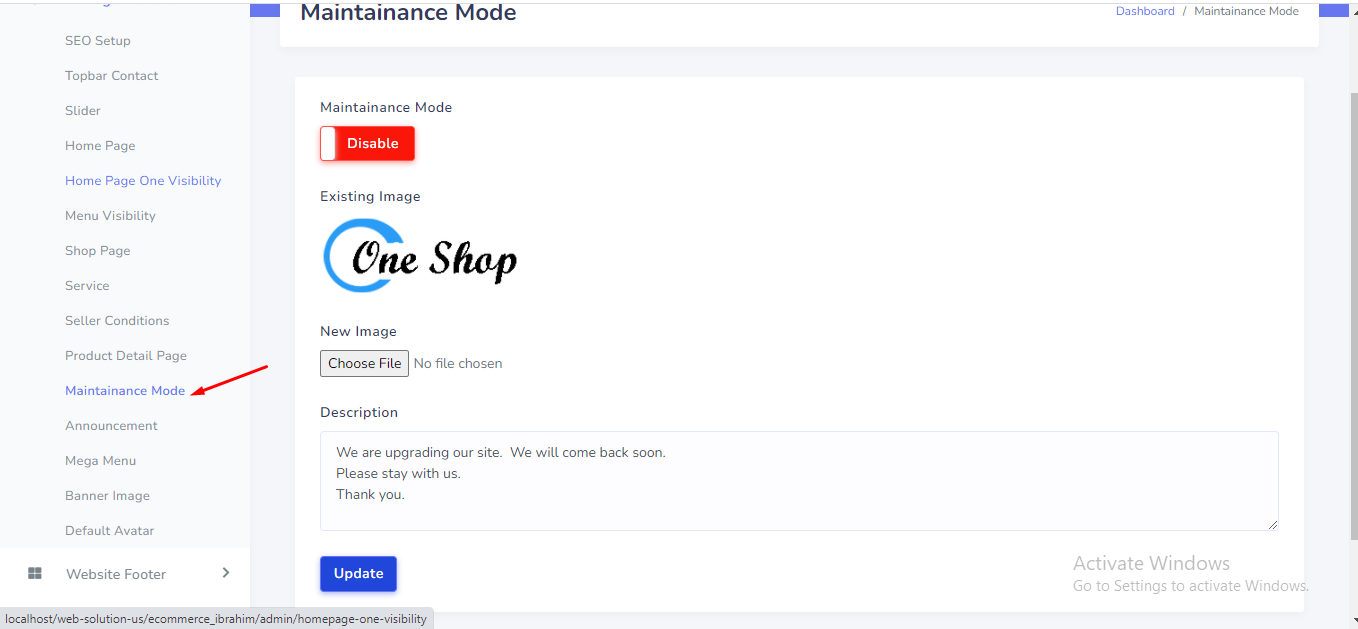 Maintainance Mode
Dashboard / Maintainance Mode
SEO Setup
Topbar Contact
Slider
Home Page
Home Page One Visibility
Menu Visibility
Shop Page
Service
Seller Conditions
Product Detail Page
Maintainance Mode
Announcement
Mega Menu
Banner Image
Default Avatar
Website Footer
Maintainance Mode
Disable
Existing Image
One Shop
New Image
Choose File No file chosen
Description
We are upgrading our site.  We will come back soon.
Please stay with us.
Thank you.
Update
Activate Windows
Go to Settings to activate Windows.
localhost/web-solution-us/ecommerce_ibrahim/admin/homepage-one-visibility